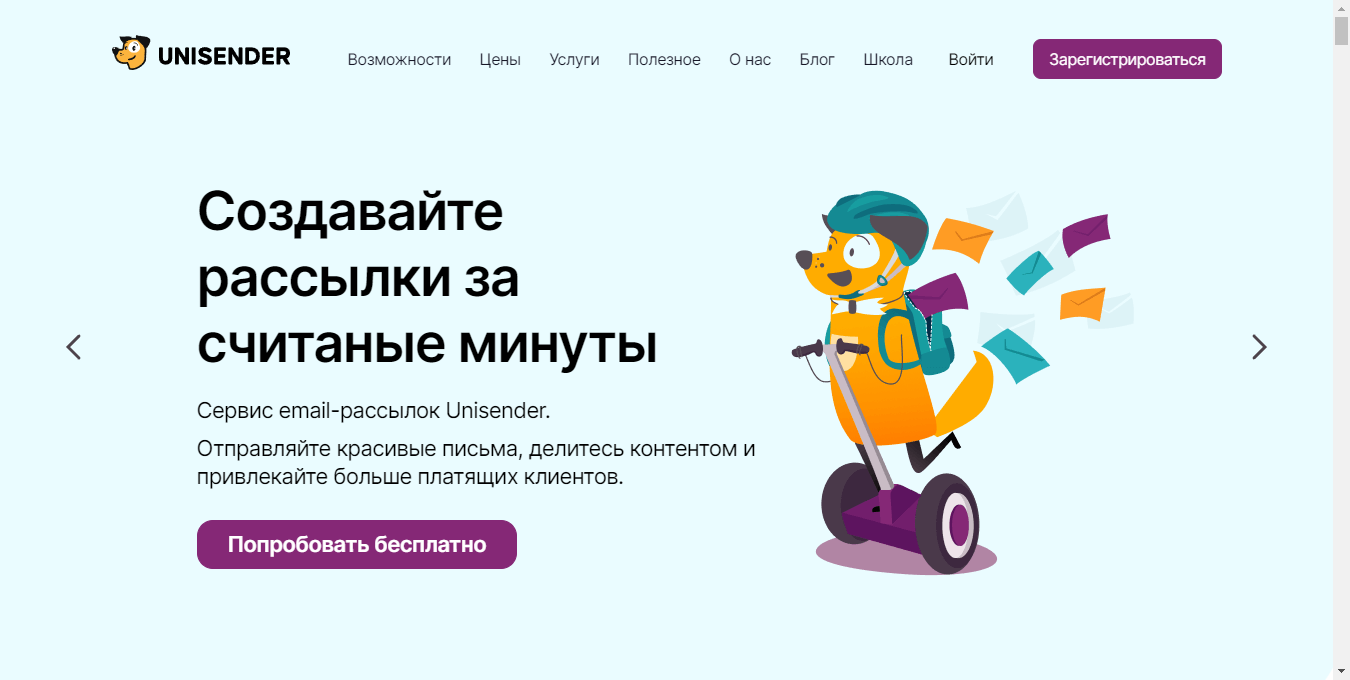 UNISENDER
Возможности Цены Услуги Полезное О нас Блог Школа Войти Зарегистрироваться
Создавайте
рассылки за
считаные минуты
Сервис email-рассылок Unisender.
Отправляйте красивые письма, делитесь контентом и
привлекайте больше платящих клиентов.
Попробовать бесплатно